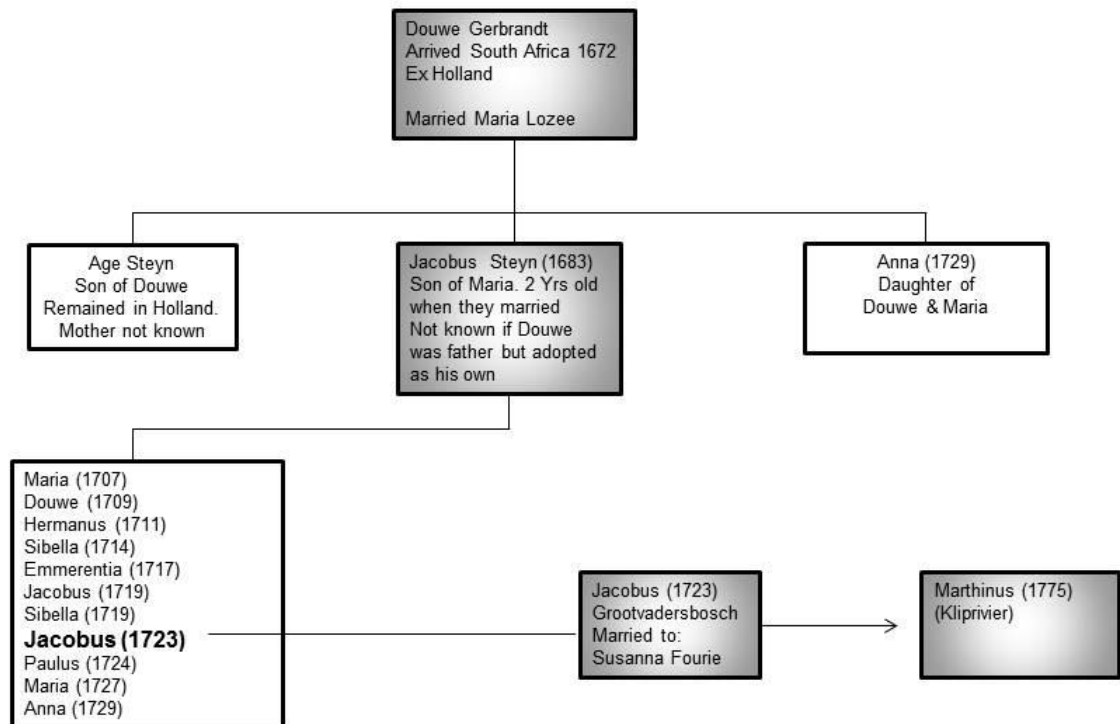 Douwe Gerbrandt
Arrived South Africa 1672
Ex Holland
Married Maria Lozee
Age Steyn
Son of Douwe
Remained in Holland.
Mother not known
Jacobus Steyn (1683)
Son of Maria. 2 Yrs old
when they married
Not known if Douwe
was father but adopted
as his own
Anna (1729)
Daughter of
Douwe & Maria
Maria (1707)
Douwe (1709)
Hermanus (1711)
Sibella (1714)
Emmerentia (1717)
Jacobus (1719)
Sibella (1719)
Jacobus (1723)
Paulus (1724)
Maria (1727)
Anna (1729)
Jacobus (1723)
Grootvadersbosch
Married to:
Susanna Fourie
Marthinus (1775)
(Kliprivier)